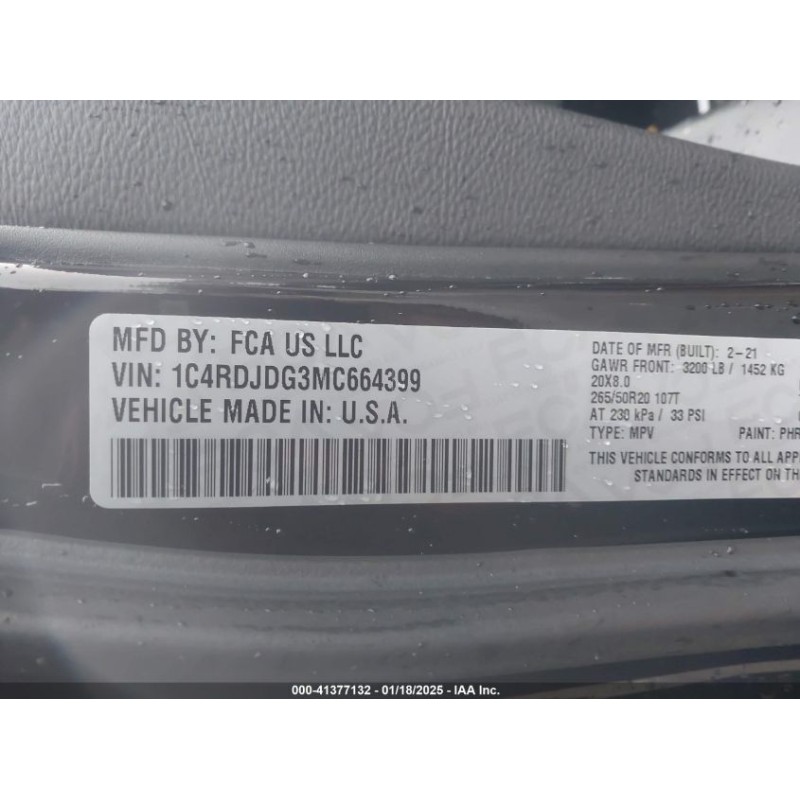 MFD BY: FCA US LLC
VIN: 1C4RDJDG3MC664399
VEHICLE MADE IN: U.S.A.
DATE OF MFR (BUILT): 2-21
GAWR FRONT: 3200 LB / 1452 KG
20X8.0
265/50R20 107T
AT 230 kPa / 33 PSI
TYPE: MPV PAINT: PHR
THIS VEHICLE CONFORMS TO ALL APP
STANDARDS IN EFFECT ON TH
000-41377132 - 01/18/2025 - IAA Inc.